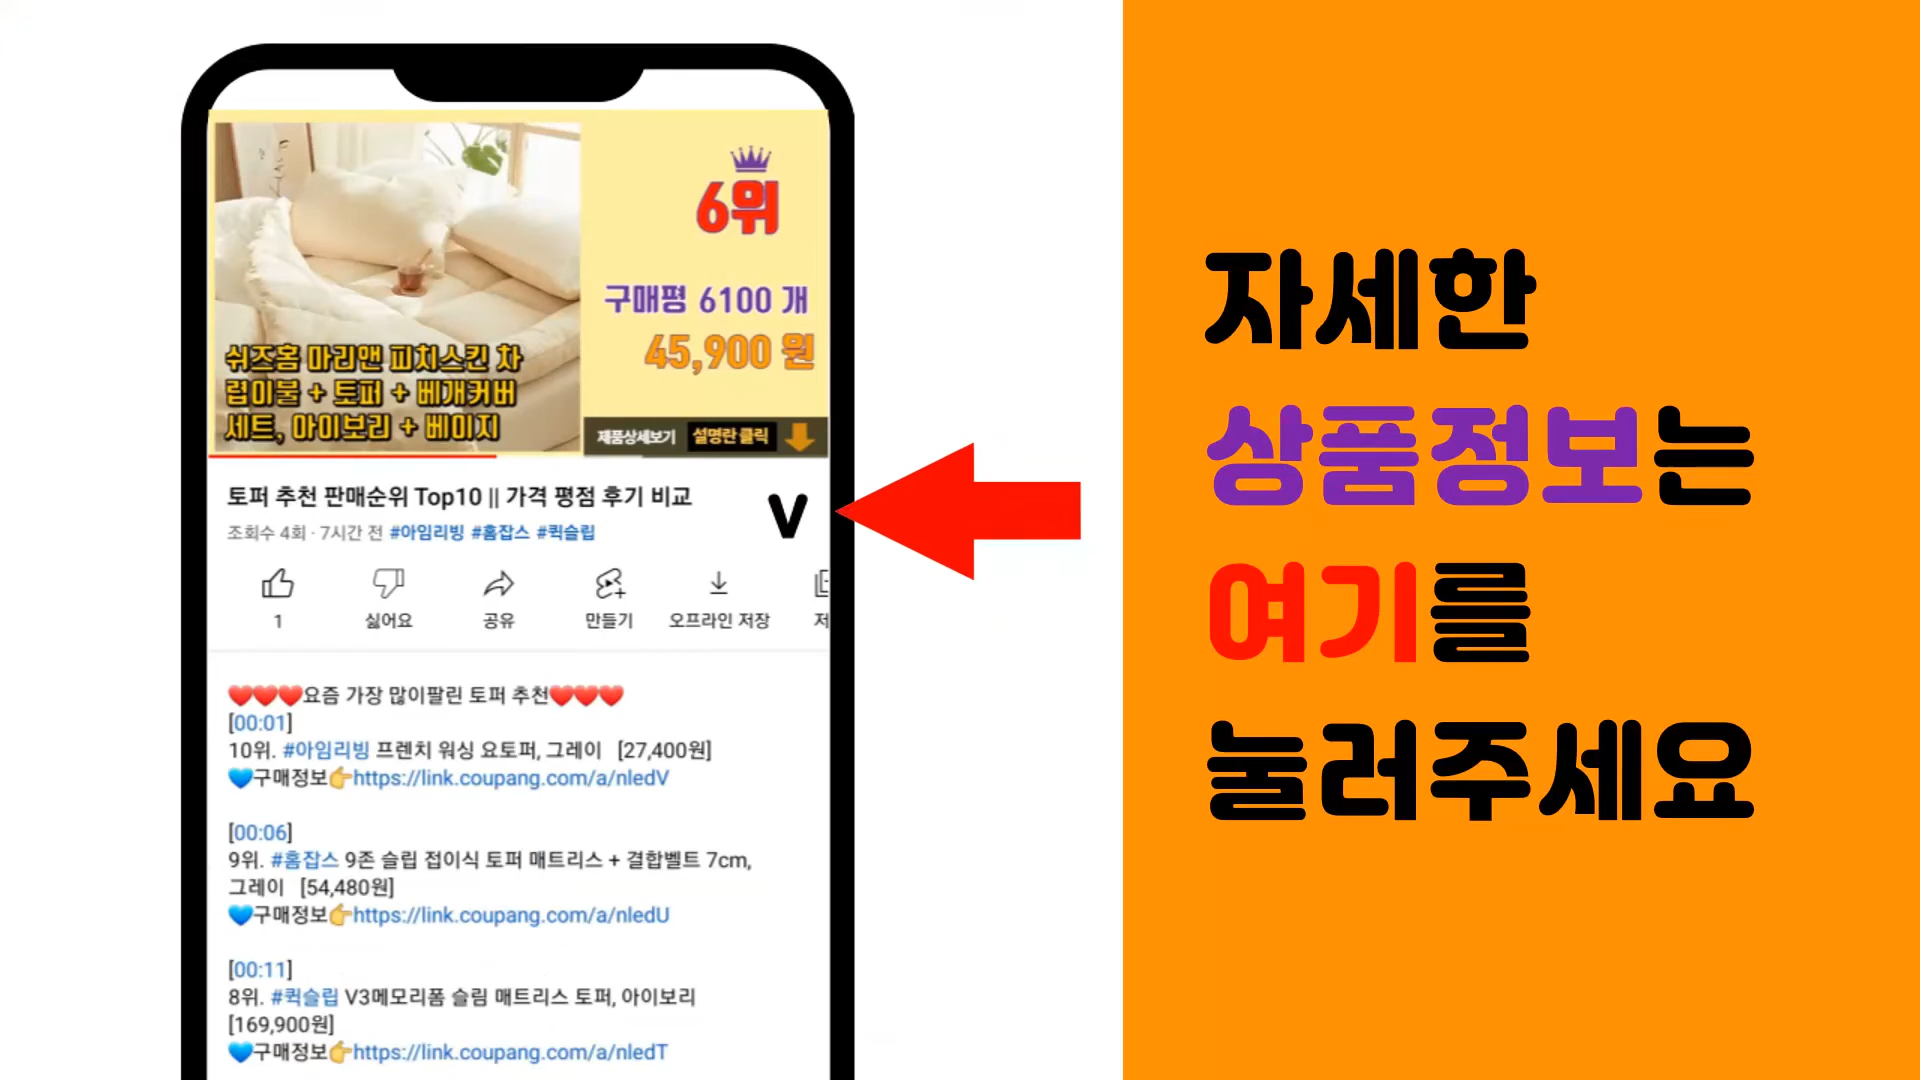 6위
구매평 6100 개
45,900 원
쉬즈홈 마리앤 피치스킨 차
렵이불 + 토퍼 + 베개커버
세트, 아이보리 + 베이지
제품상세보기 설명란 클릭
토퍼 추천 판매순위 Top10 || 가격 평점 후기 비교
V
조회수 4회 · 7시간 전 #아임리빙 #홈잡스 #퀵슬립
1 싫어요 공유 만들기 오프라인 저장 저
❤️❤️❤️요즘 가장 많이팔린 토퍼 추천❤️❤️❤️
[00:01]
10위. #아임리빙 프렌치 워싱 요토퍼, 그레이 [27,400원]
💙구매정보👉https://link.coupang.com/a/nledV
[00:06]
9위. #홈잡스 9존 슬립 접이식 토퍼 매트리스 + 결합벨트 7cm,
그레이 [54,480원]
💙구매정보👉https://link.coupang.com/a/nledU
[00:11]
8위. #퀵슬립 V3메모리폼 슬림 매트리스 토퍼, 아이보리
[169,900원]
💙구매정보👉https://link.coupang.com/a/nledT
자세한
상품정보는
여기를
눌러주세요